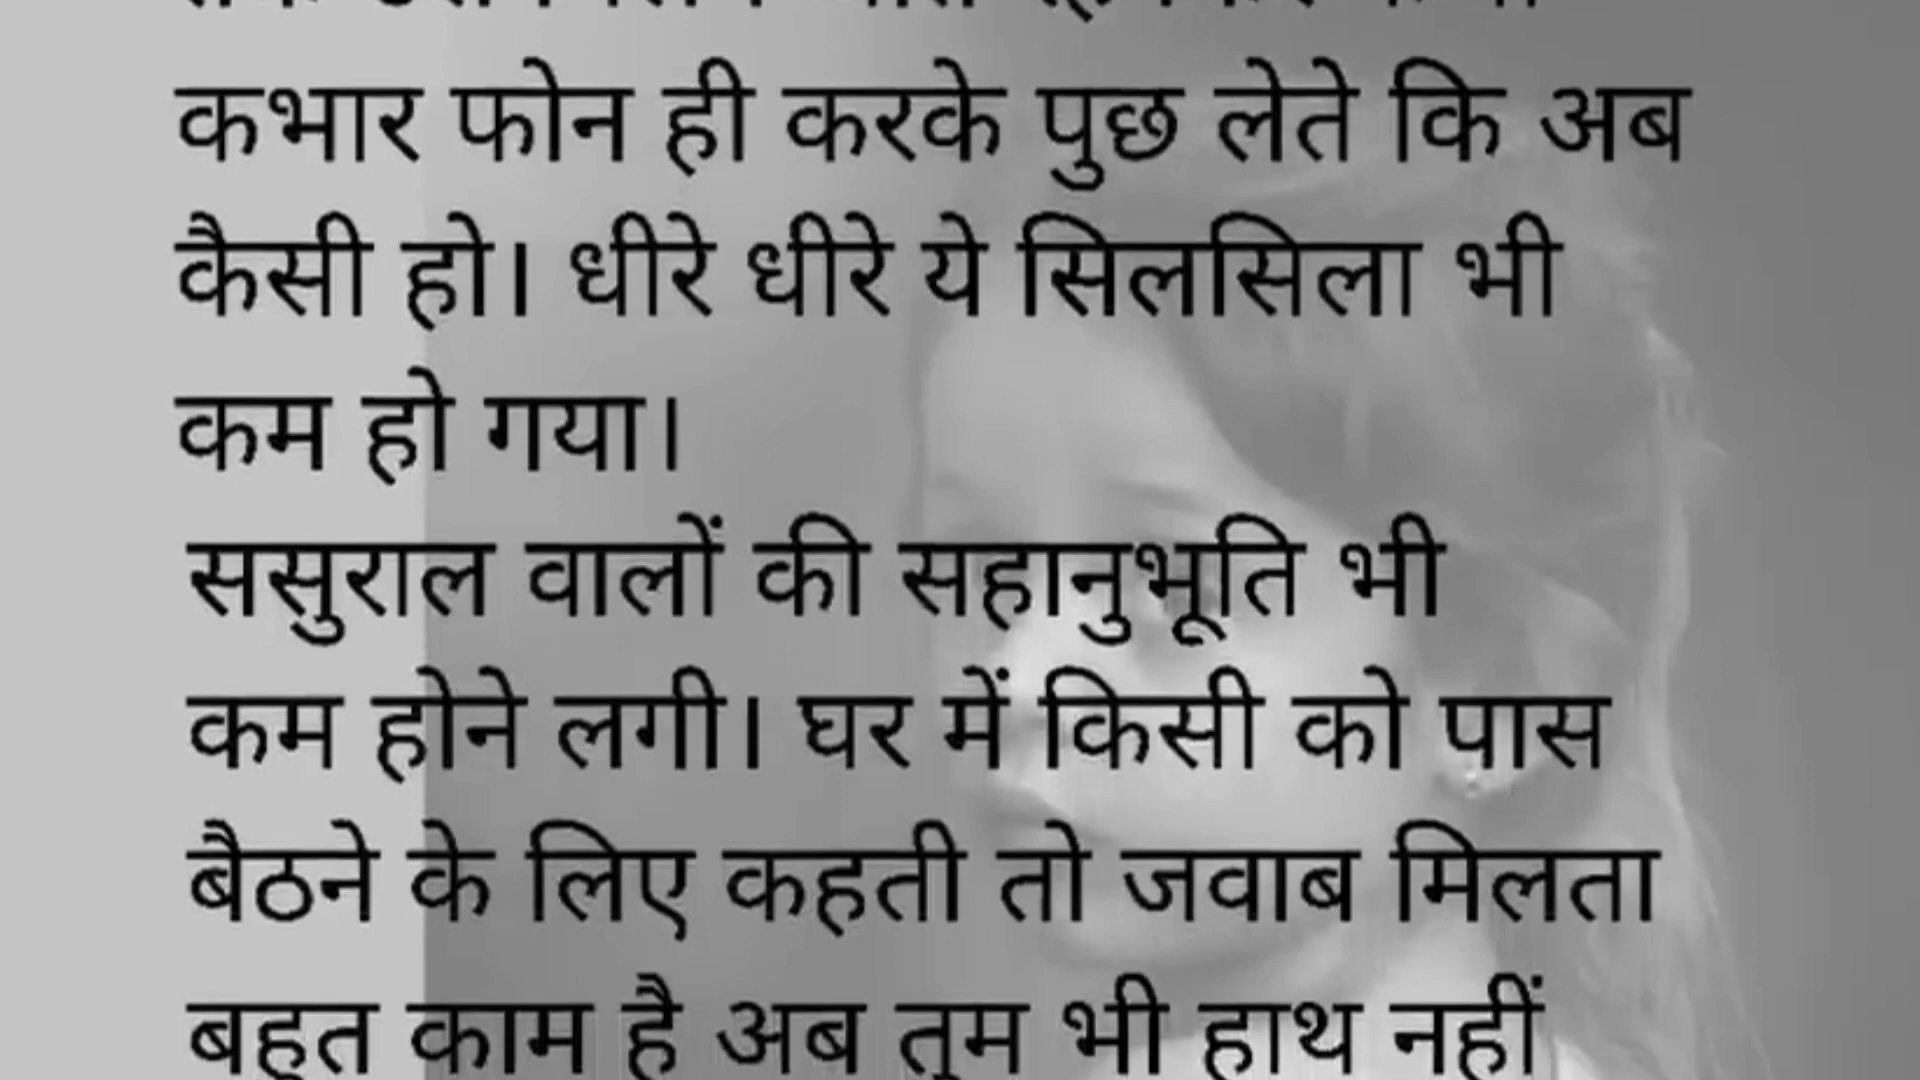 कभार फोन ही करके पुछ लेते कि अब
कैसी हो। धीरे धीरे ये सिलसिला भी
कम हो गया।
ससुराल वालों की सहानुभूति भी
कम होने लगी। घर में किसी को पास
बैठने के लिए कहती तो जवाब मिलता
बहुत काम है अब तुम भी हाथ नहीं